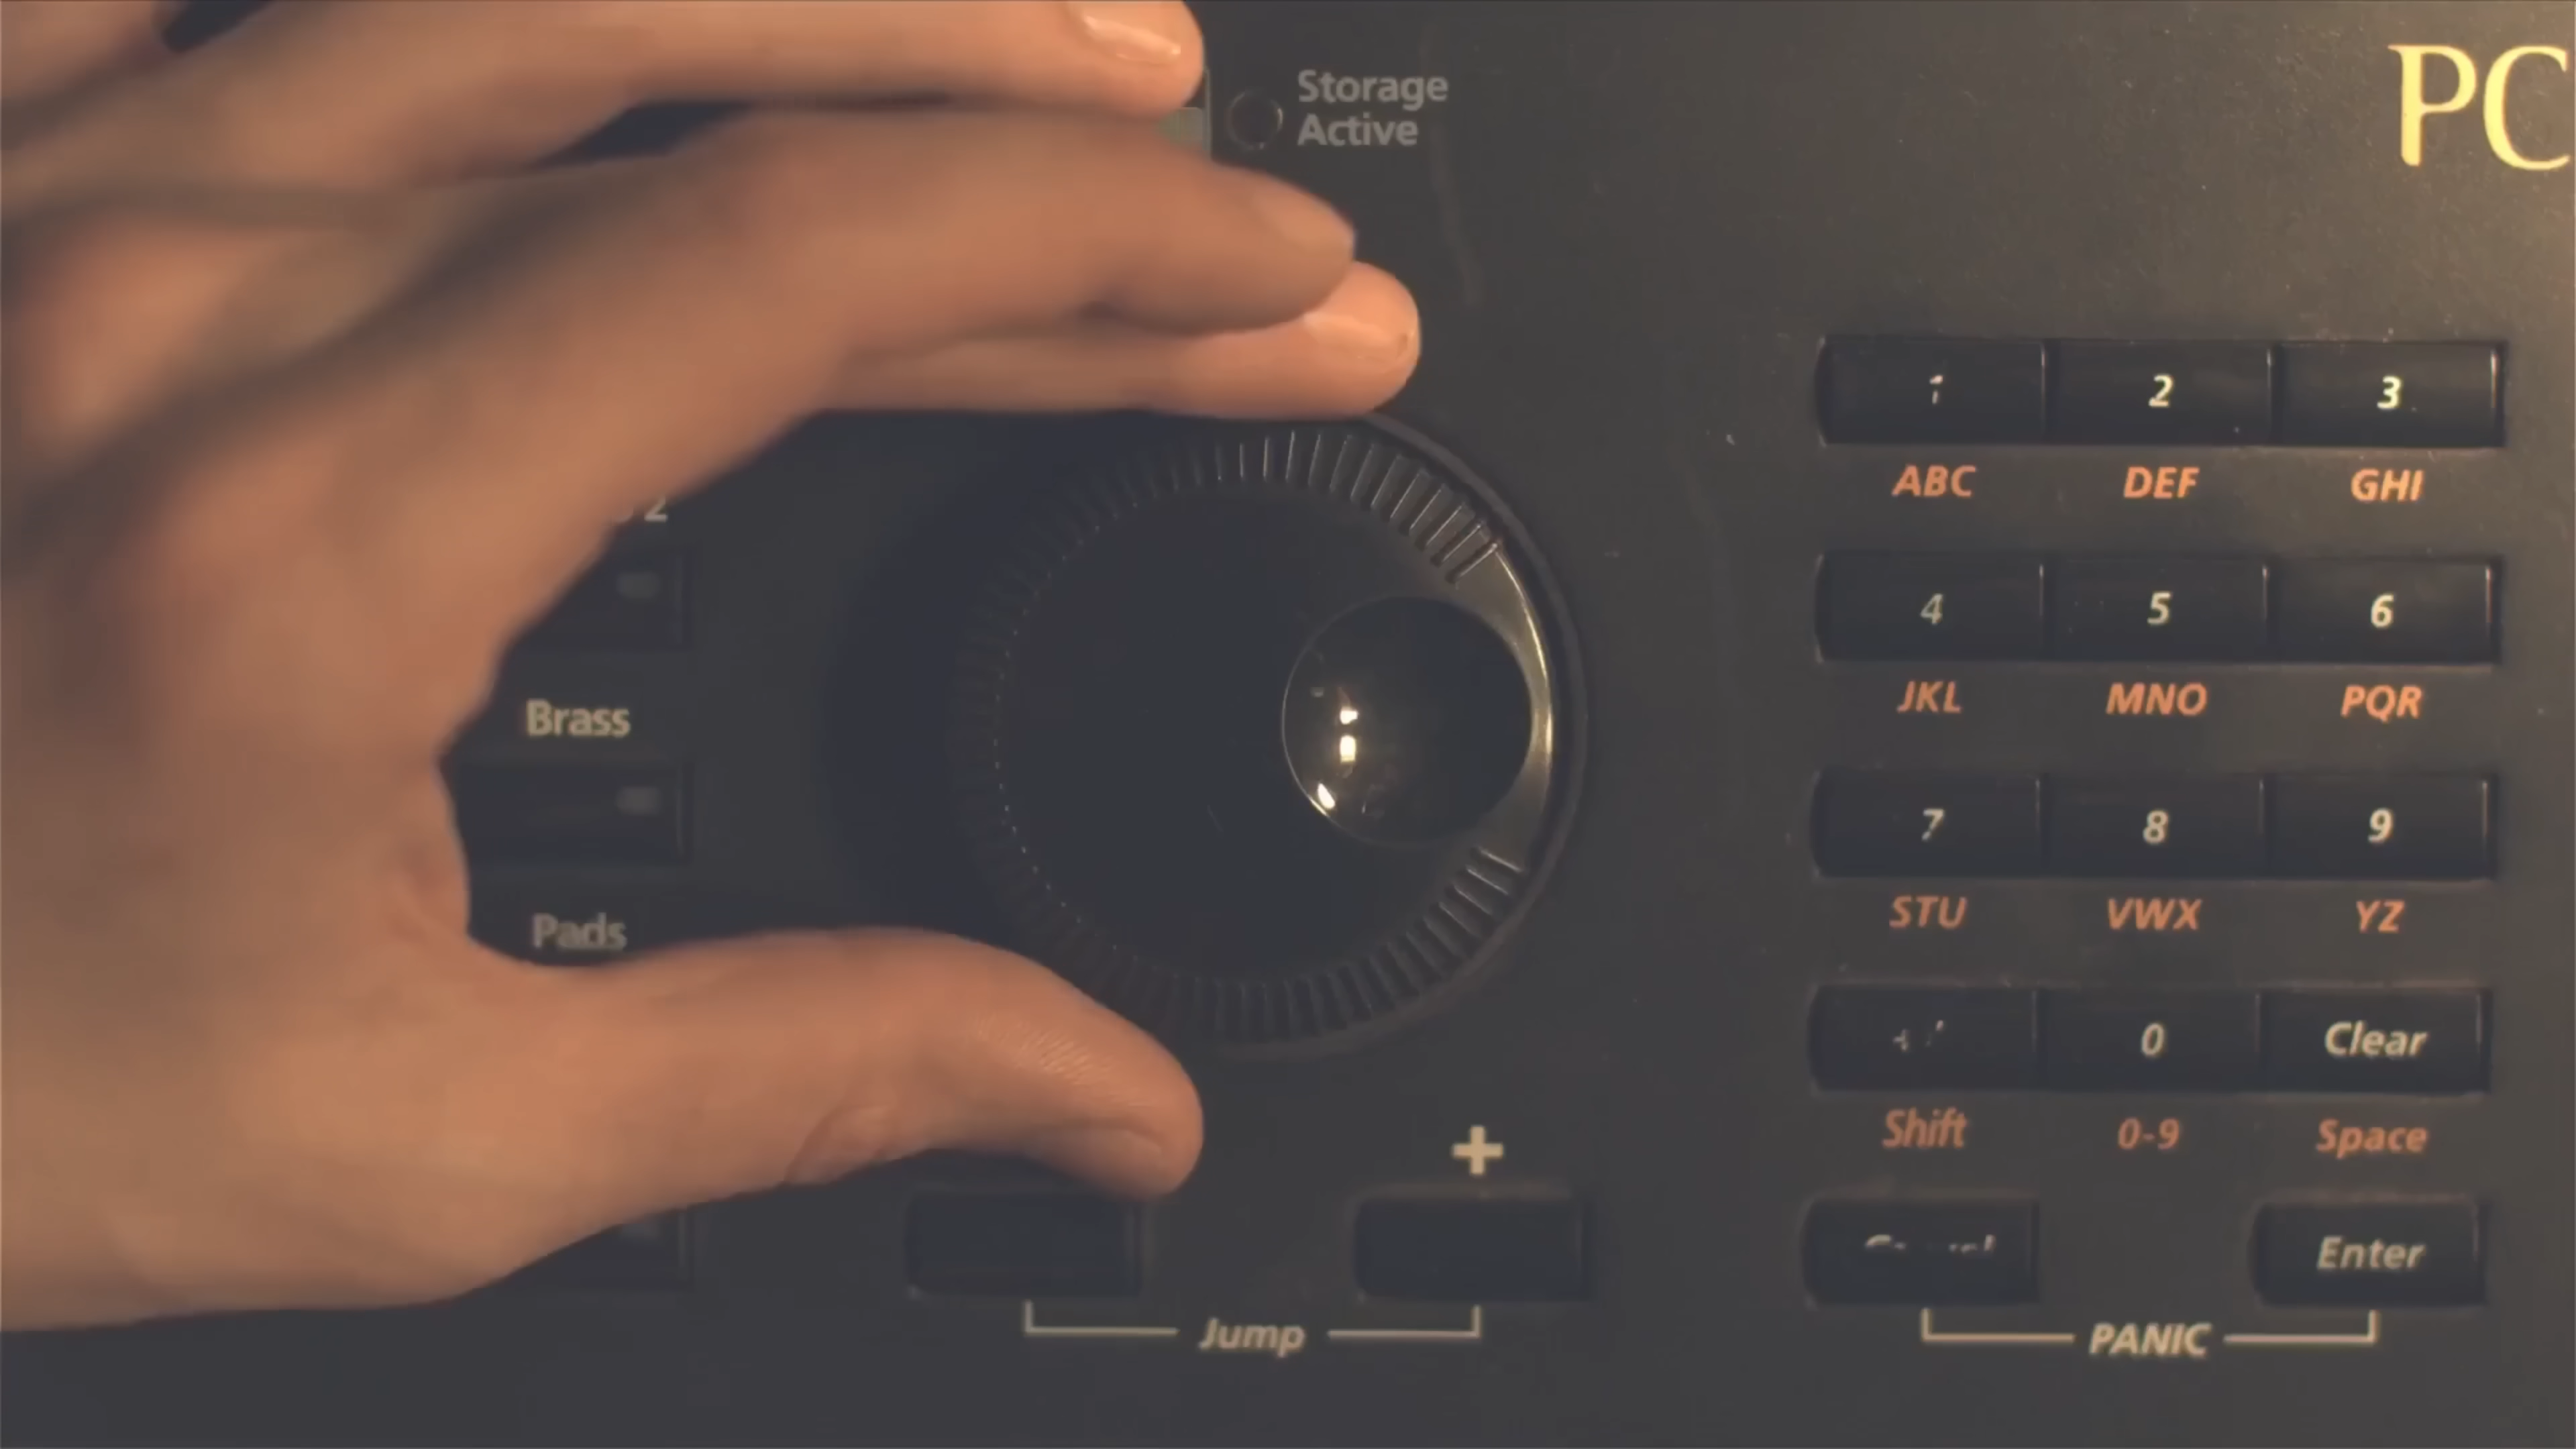 Storage
Active
PC
1 2 3
ABC DEF GHI
2
4 5 6
Brass
JKL MNO PQR
7 8 9
Pads
STU VWX YZ
0 Clear
+
Shift 0-9 Space
Enter
Jump
PANIC